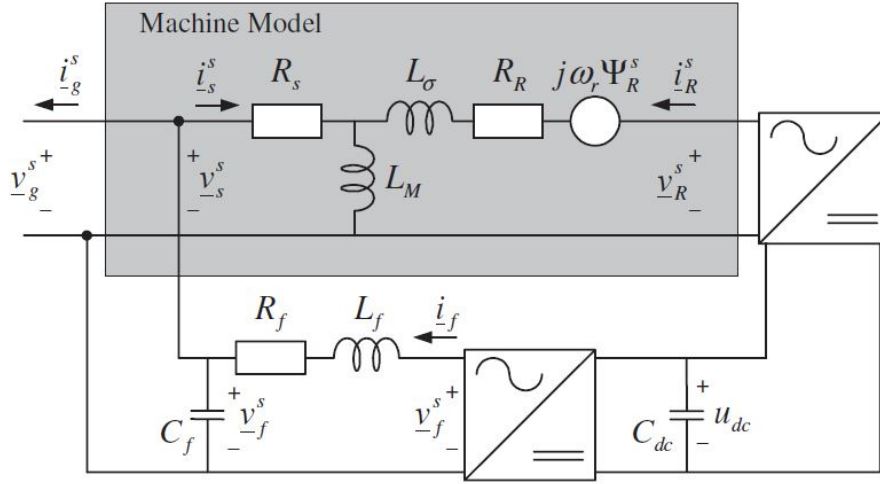 Machine Model
i_g^s i_s^s R_s L_σ R_R jω_rΨ_R^s i_R^s
v_g^s + − + v_s^s − L_M v_R^s + −
R_f L_f i_f
C_f + v_f^s − v_f^s + − C_dc + u_dc −